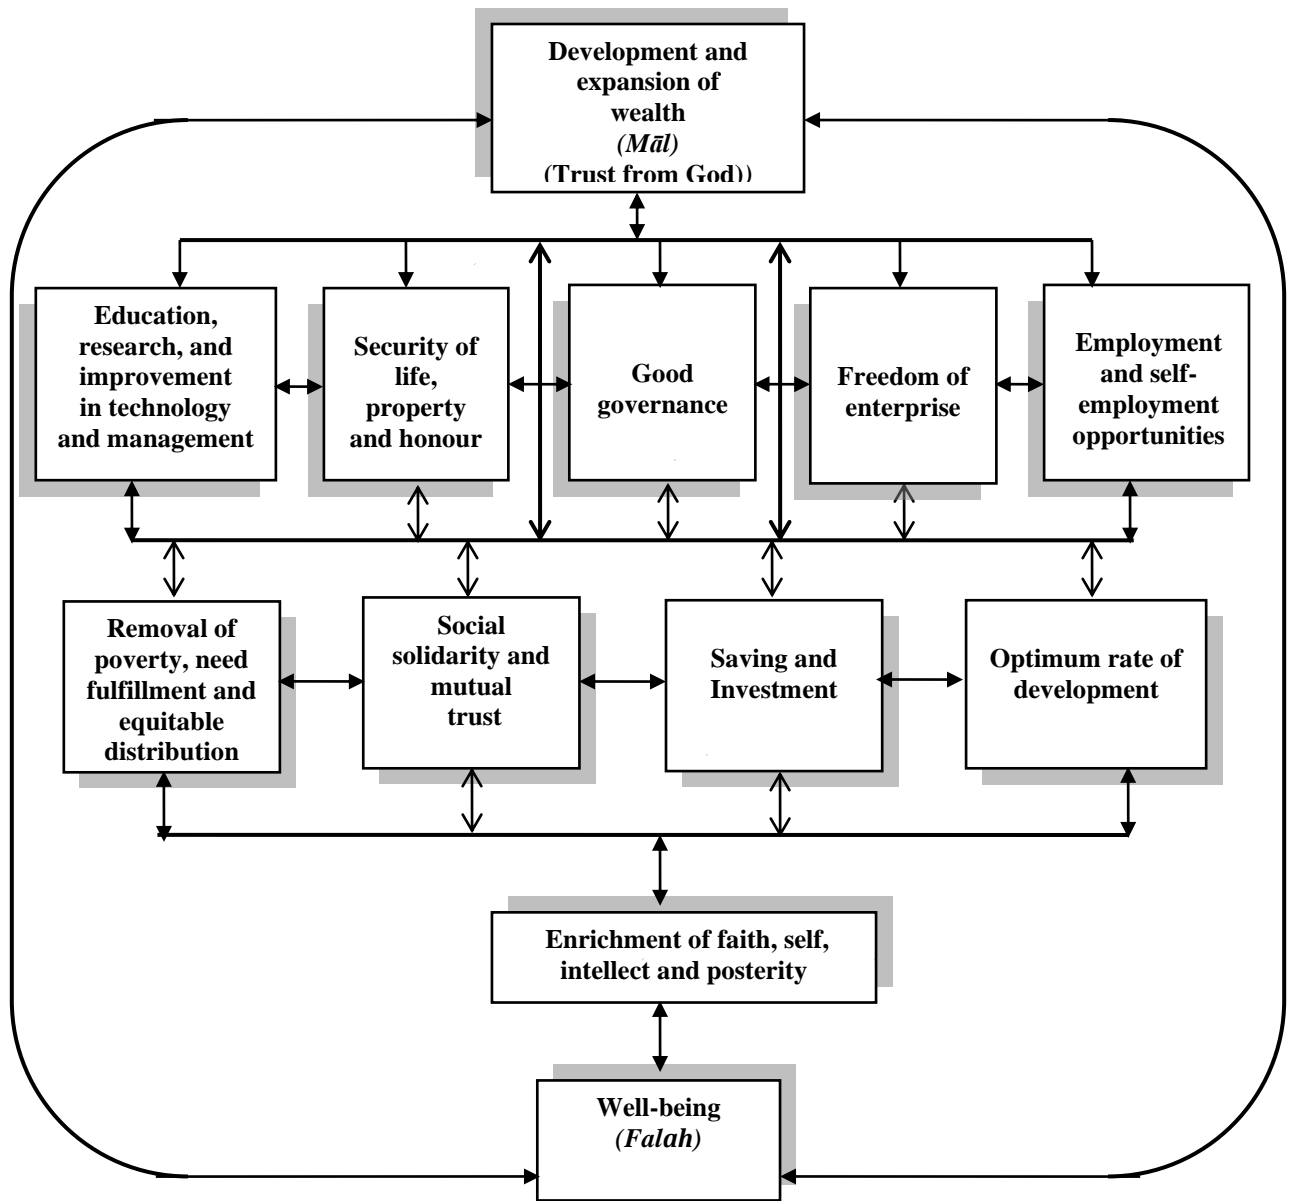 Development and
expansion of
wealth
(Māl)
(Trust from God))
Education,
research, and
improvement
in technology
and management
Security of
life,
property
and honour
Good
governance
Freedom of
enterprise
Employment
and self-
employment
opportunities
Removal of
poverty, need
fulfillment and
equitable
distribution
Social
solidarity and
mutual
trust
Saving and
Investment
Optimum rate of
development
Enrichment of faith, self,
intellect and posterity
Well-being
(Falah)